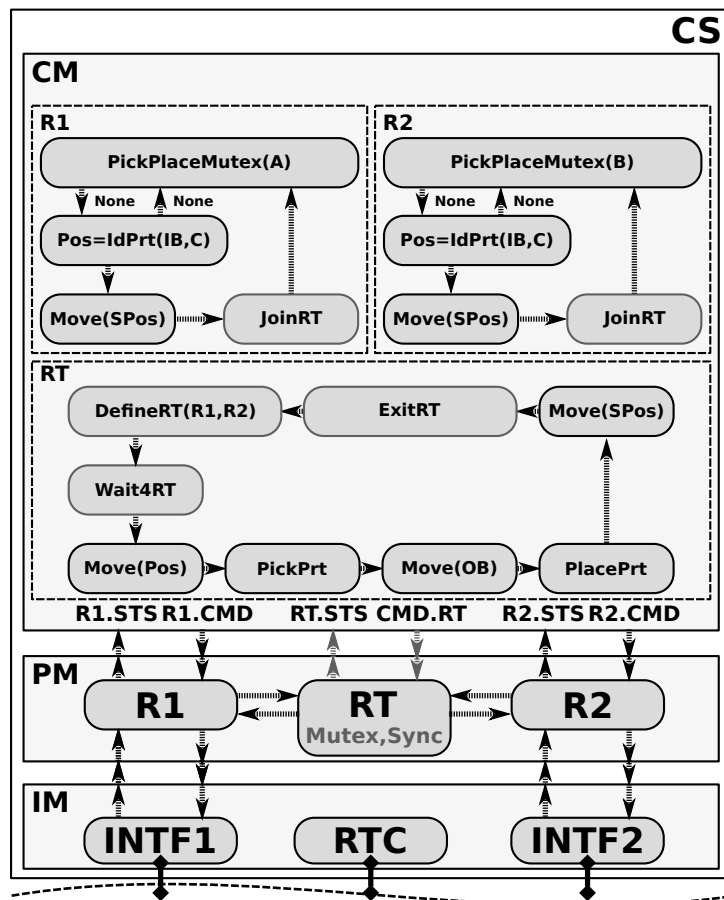 CS
CM
R1
PickPlaceMutex(A)
None None
Pos=IdPrt(IB,C)
Move(SPos) JoinRT
R2
PickPlaceMutex(B)
None None
Pos=IdPrt(IB,C)
Move(SPos) JoinRT
RT
DefineRT(R1,R2) ExitRT Move(SPos)
Wait4RT
Move(Pos) PickPrt Move(OB) PlacePrt
R1.STS R1.CMD RT.STS CMD.RT R2.STS R2.CMD
PM
R1 RT R2
Mutex,Sync
IM
INTF1 RTC INTF2